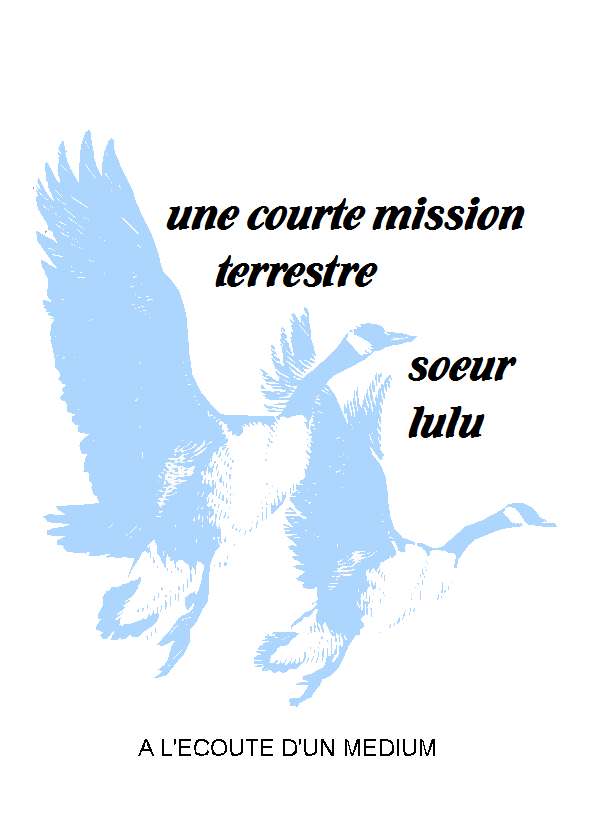 une courte mission
terrestre
soeur
lulu
A L'ECOUTE D'UN MEDIUM